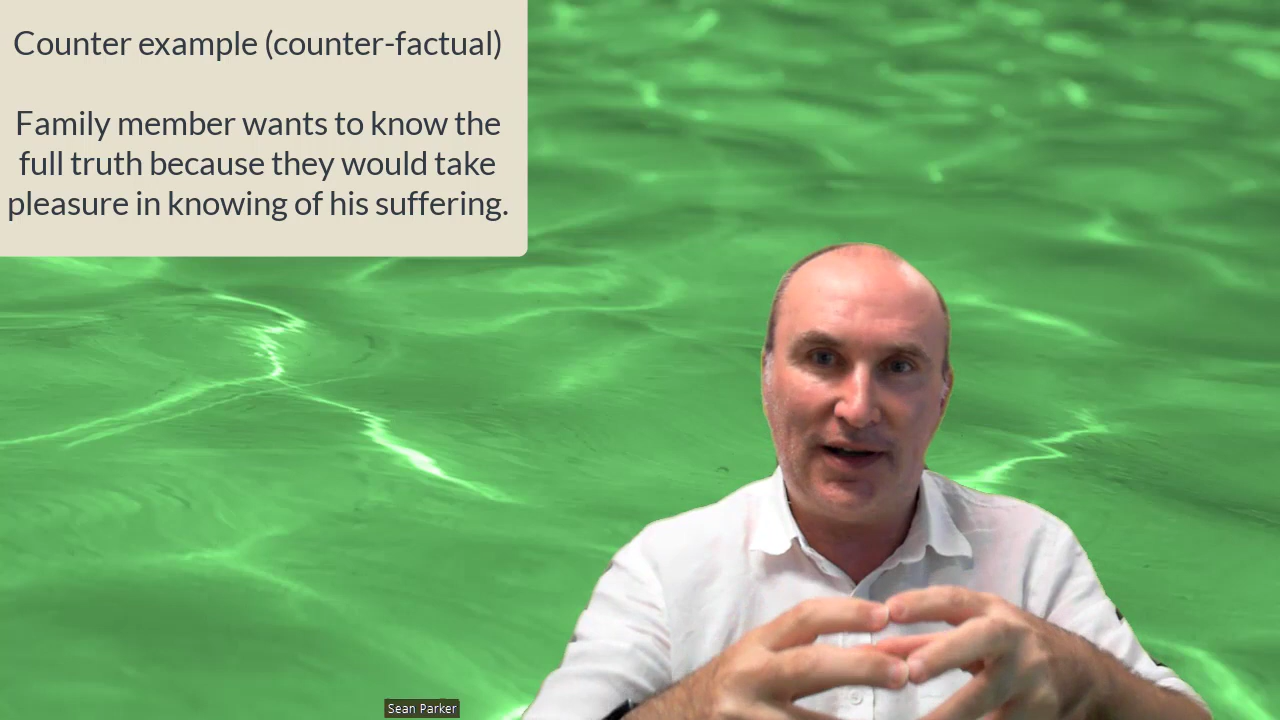 Counter example (counter-factual)
Family member wants to know the
full truth because they would take
pleasure in knowing of his suffering.
Sean Parker